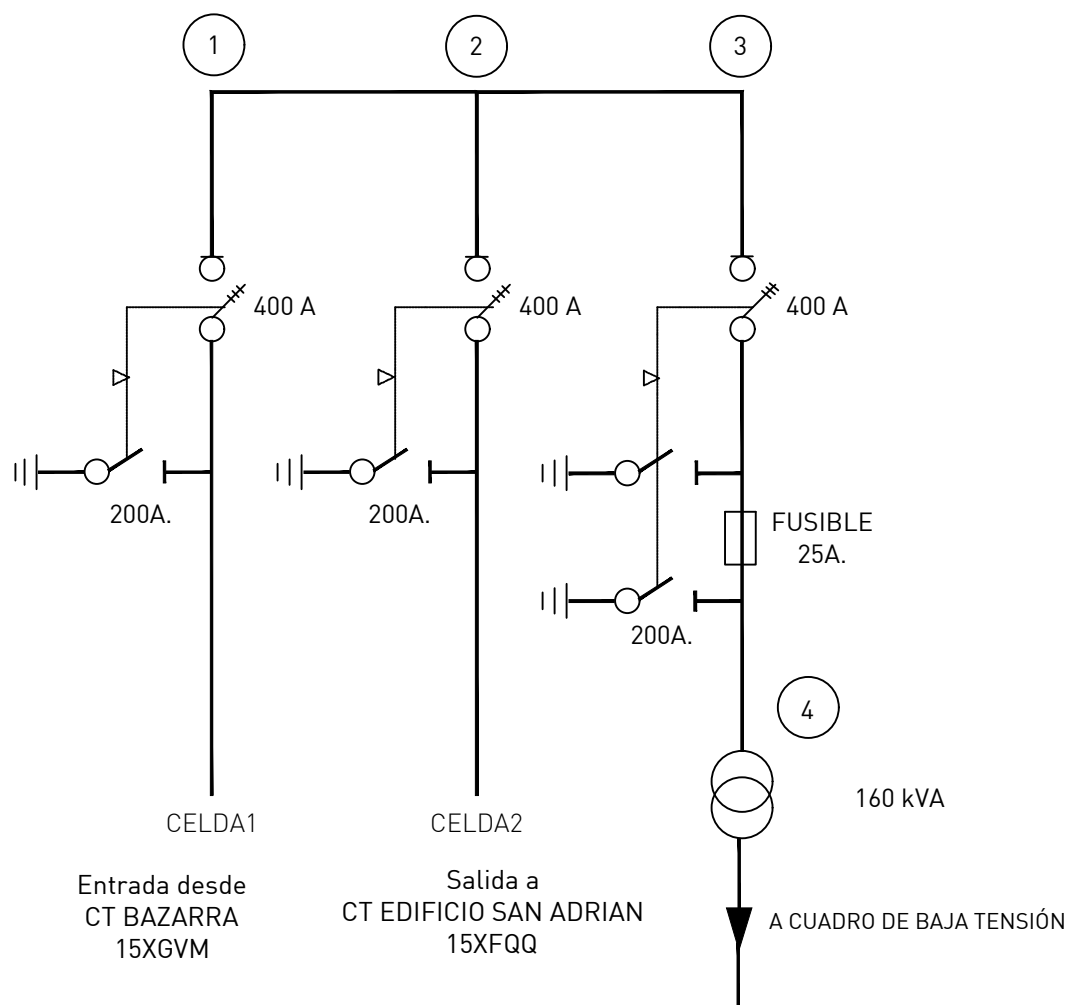 1
2
3
400 A
400 A
400 A
200A.
200A.
FUSIBLE
25A.
200A.
4
160 kVA
CELDA1
CELDA2
Entrada desde
CT BAZARRA
15XGVM
Salida a
CT EDIFICIO SAN ADRIAN
15XFQQ
A CUADRO DE BAJA TENSIÓN